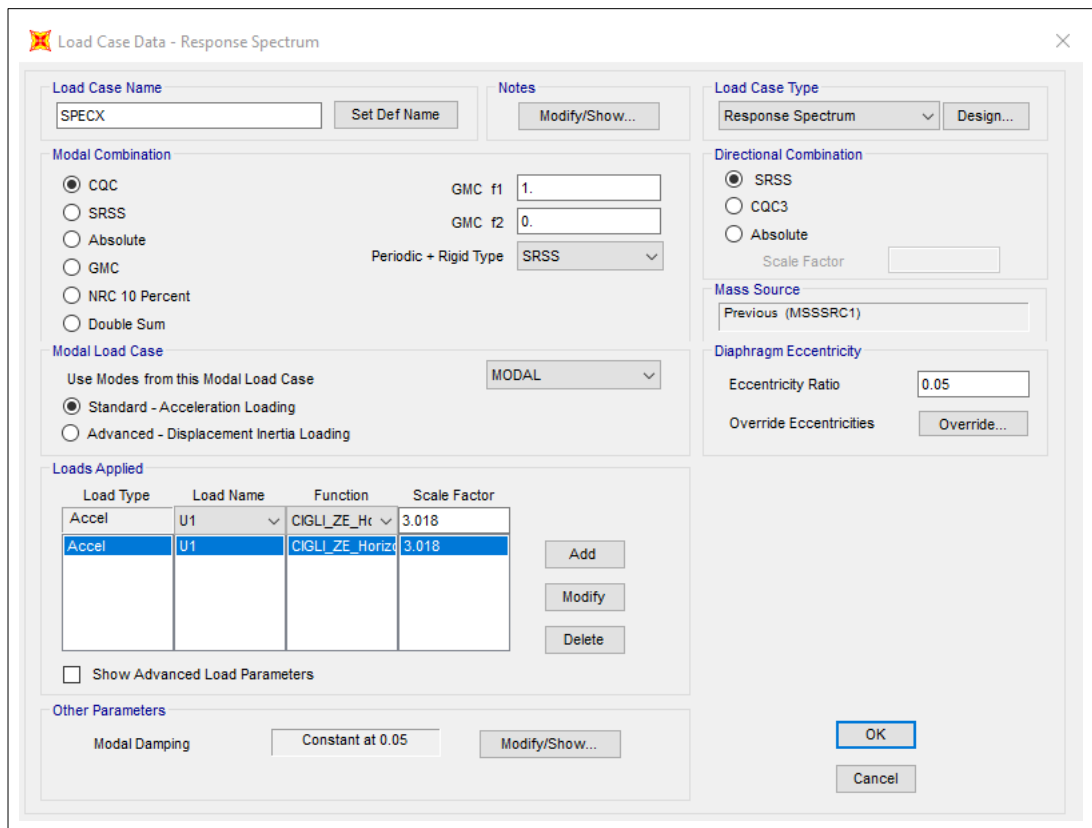 Load Case Data - Response Spectrum
Load Case Name
SPECX
Set Def Name
Notes
Modify/Show...
Load Case Type
Response Spectrum
Design...
Modal Combination
CQC
SRSS
Absolute
GMC
NRC 10 Percent
Double Sum
GMC f1 1.
GMC f2 0.
Periodic + Rigid Type SRSS
Directional Combination
SRSS
CQC3
Absolute
Scale Factor
Mass Source
Previous (MSSSRC1)
Modal Load Case
Use Modes from this Modal Load Case MODAL
Standard - Acceleration Loading
Advanced - Displacement Inertia Loading
Diaphragm Eccentricity
Eccentricity Ratio 0.05
Override Eccentricities Override...
Loads Applied
Load Type Load Name Function Scale Factor
Accel U1 CIGLI_ZE_Hc 3.018
Accel U1 CIGLI_ZE_Horizo 3.018
Add
Modify
Delete
Show Advanced Load Parameters
Other Parameters
Modal Damping Constant at 0.05 Modify/Show...
OK
Cancel